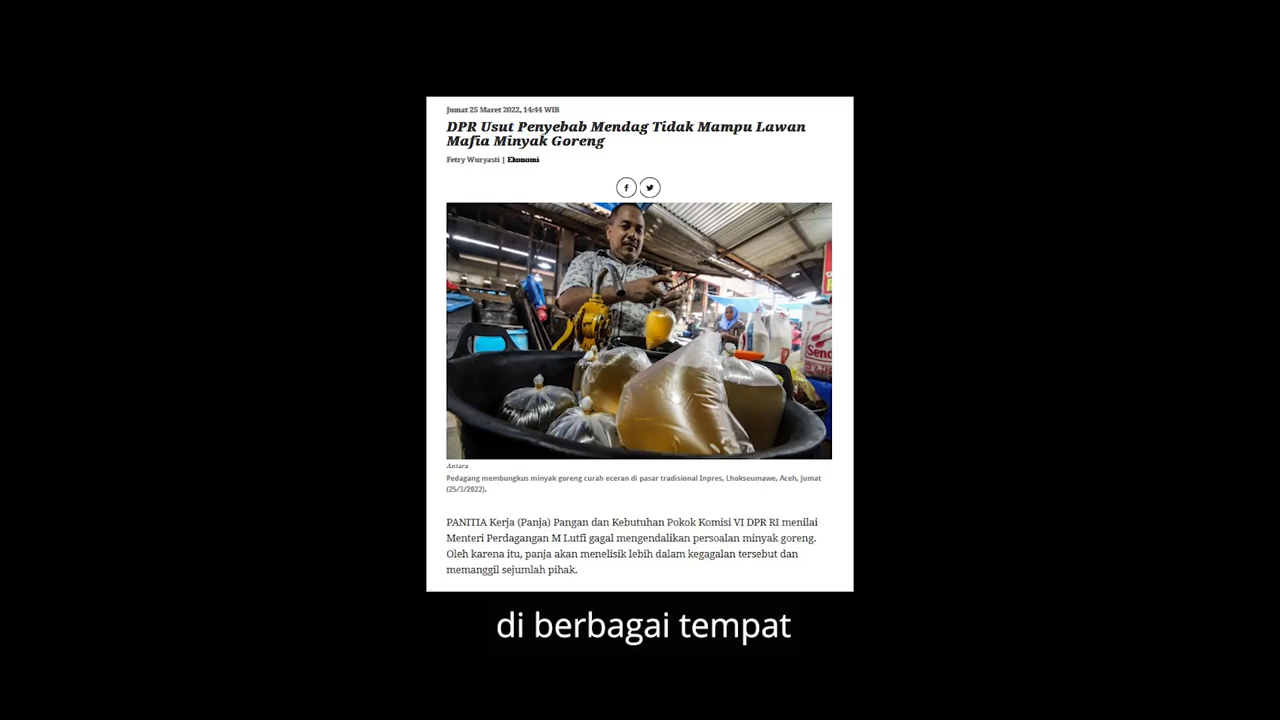 Jumat 25 Maret 2022, 14:44 WIB
DPR Usut Penyebab Mendag Tidak Mampu Lawan
Mafia Minyak Goreng
Fetry Wuryasti | Ekonomi
Antara
Pedagang membungkus minyak goreng curah eceran di pasar tradisional Inpres, Lhokseumawe, Aceh, Jumat
(25/3/2022).
PANITIA Kerja (Panja) Pangan dan Kebutuhan Pokok Komisi VI DPR RI menilai
Menteri Perdagangan M Lutfi gagal mengendalikan persoalan minyak goreng.
Oleh karena itu, panja akan menelisik lebih dalam kegagalan tersebut dan
memanggil sejumlah pihak.
di berbagai tempat